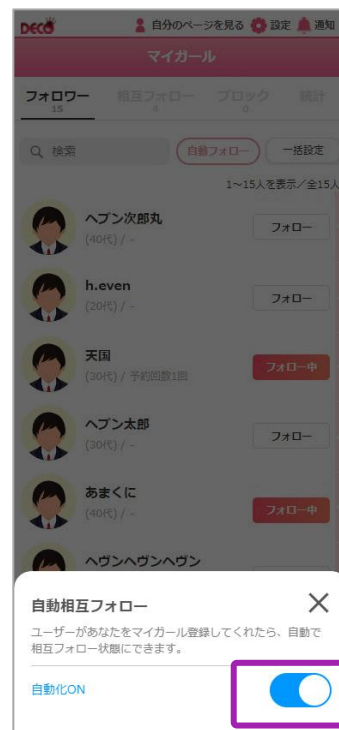 DECO 自分のページを見る 設定 通知
マイガール
フォロワー 相互フォロー ブロック 統計
15 4 0
検索 自動フォロー 一括設定
1〜15人を表示／全15人
ヘブン次郎丸
(40代) / -
フォロー
h.even
(20代) / -
フォロー
天国
(30代) / 予約回数1回
フォロー中
ヘブン太郎
(30代) / -
フォロー
あまくに
(40代) / -
フォロー中
ヘヴンヘヴンヘヴン
自動相互フォロー
ユーザーがあなたをマイガール登録してくれたら、自動で
相互フォロー状態にできます。
自動化ON